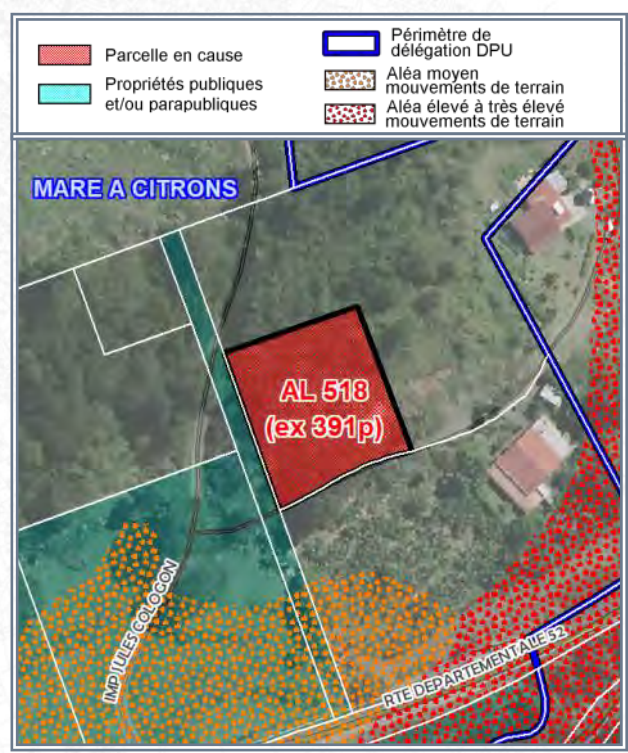 Parcelle en cause
Propriétés publiques
et/ou parapubliques
Périmètre de
délégation DPU
Aléa moyen
mouvements de terrain
Aléa élevé à très élevé
mouvements de terrain
MARE A CITRONS
AL 518
(ex 391p)
IMP JULES COLOCON
RTE DEPARTEMENTALE 52